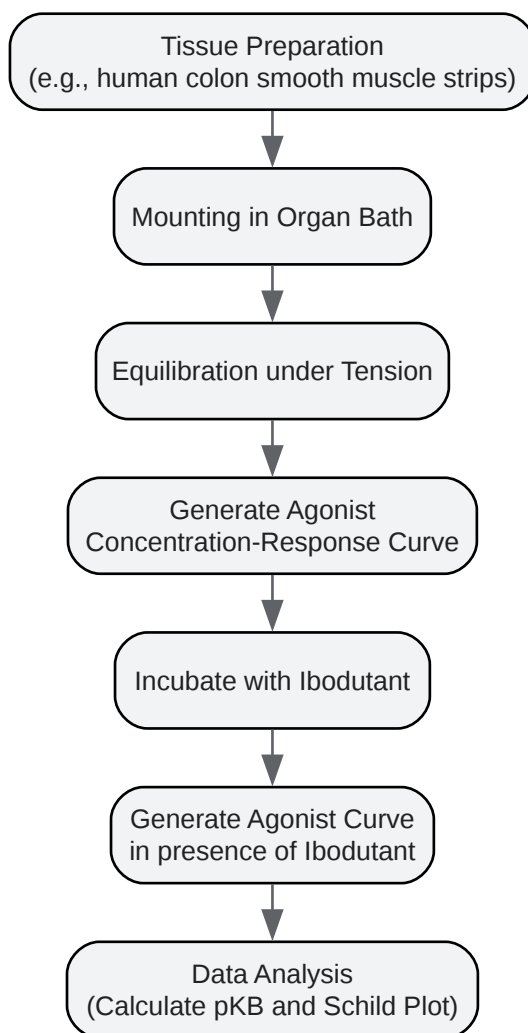 Tissue Preparation
(e.g., human colon smooth muscle strips)
Mounting in Organ Bath
Equilibration under Tension
Generate Agonist
Concentration-Response Curve
Incubate with Ibodutant
Generate Agonist Curve
in presence of Ibodutant
Data Analysis
(Calculate pKB and Schild Plot)